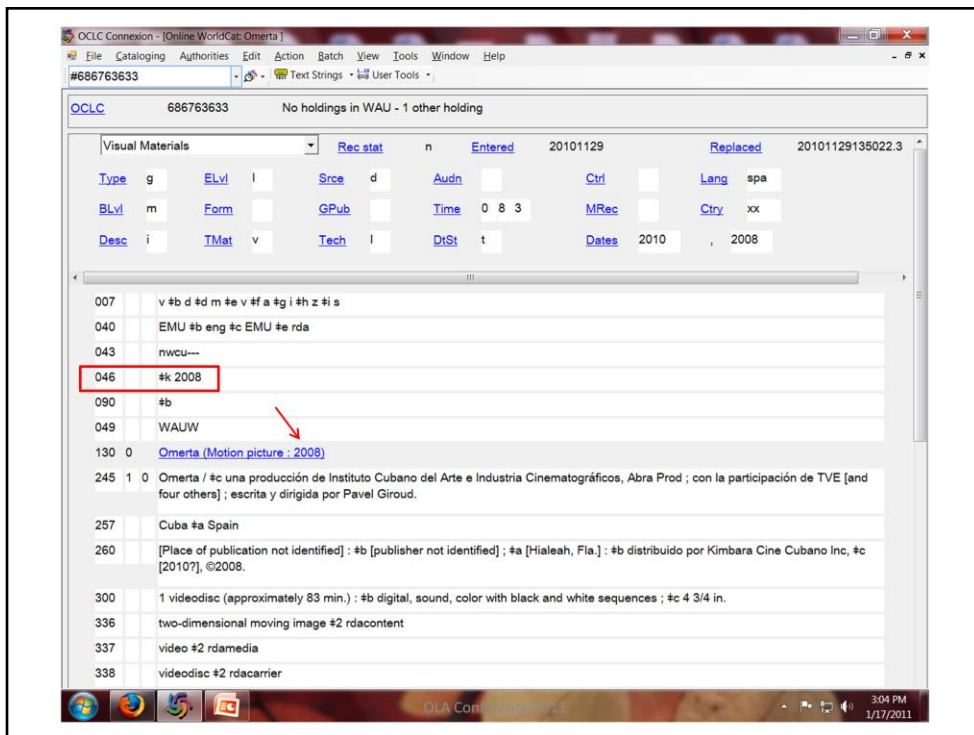 OCLC Connexion - [Online WorldCat: Omerta ]
File Cataloging Authorities Edit Action Batch View Tools Window Help
#686763633 Text Strings User Tools
OCLC 686763633 No holdings in WAU - 1 other holding
Visual Materials Rec stat n Entered 20101129 Replaced 20101129135022.3
Type g ELvl I Srce d Audn Ctrl Lang spa
BLvl m Form GPub Time 0 8 3 MRec Ctry xx
Desc i TMat v Tech l DtSt t Dates 2010 , 2008
007 v ‡b d ‡d m ‡e v ‡f a ‡g i ‡h z ‡i s
040 EMU ‡b eng ‡c EMU ‡e rda
043 nwcu---
046 ‡k 2008
090 ‡b
049 WAUW
130 0 Omerta (Motion picture : 2008)
245 1 0 Omerta / ‡c una producción de Instituto Cubano del Arte e Industria Cinematográficos, Abra Prod ; con la participación de TVE [and
four others] ; escrita y dirigida por Pavel Giroud.
257 Cuba ‡a Spain
260 [Place of publication not identified] : ‡b [publisher not identified] ; ‡a [Hialeah, Fla.] : ‡b distribuido por Kimbara Cine Cubano Inc, ‡c
[2010?], ©2008.
300 1 videodisc (approximately 83 min.) : ‡b digital, sound, color with black and white sequences ; ‡c 4 3/4 in.
336 two-dimensional moving image ‡2 rdacontent
337 video ‡2 rdamedia
338 videodisc ‡2 rdacarrier
OLA Conference 2011
3:04 PM
1/17/2011